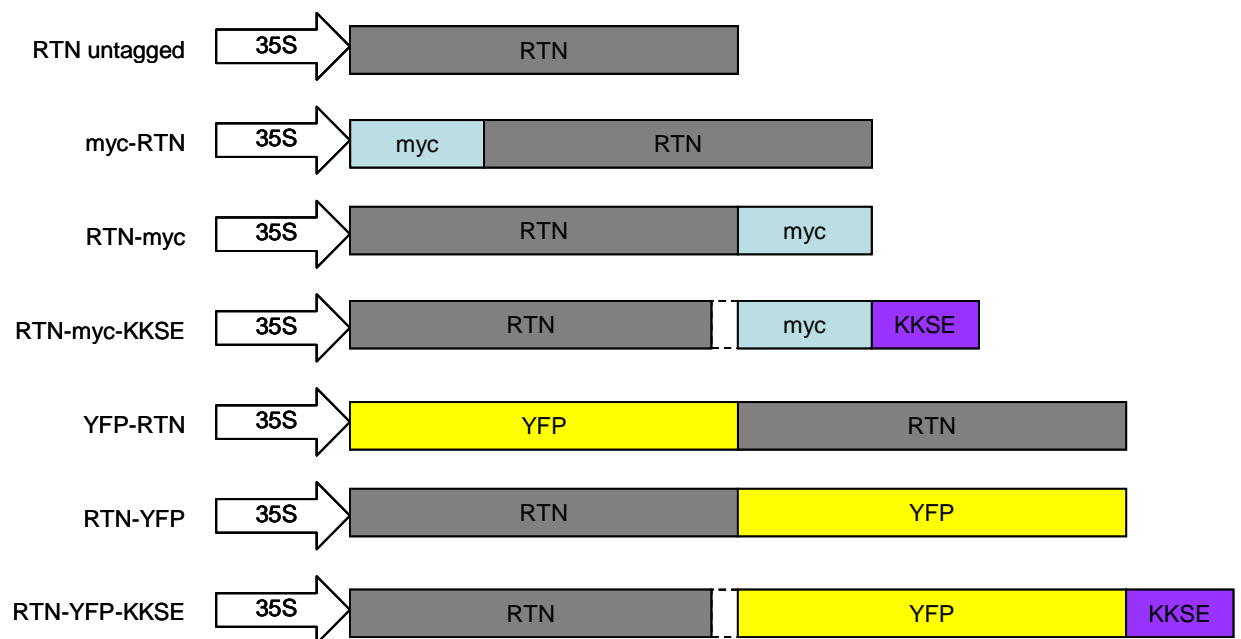 RTN untagged 35S RTN
myc-RTN 35S myc RTN
RTN-myc 35S RTN myc
RTN-myc-KKSE 35S RTN myc KKSE
YFP-RTN 35S YFP RTN
RTN-YFP 35S RTN YFP
RTN-YFP-KKSE 35S RTN YFP KKSE